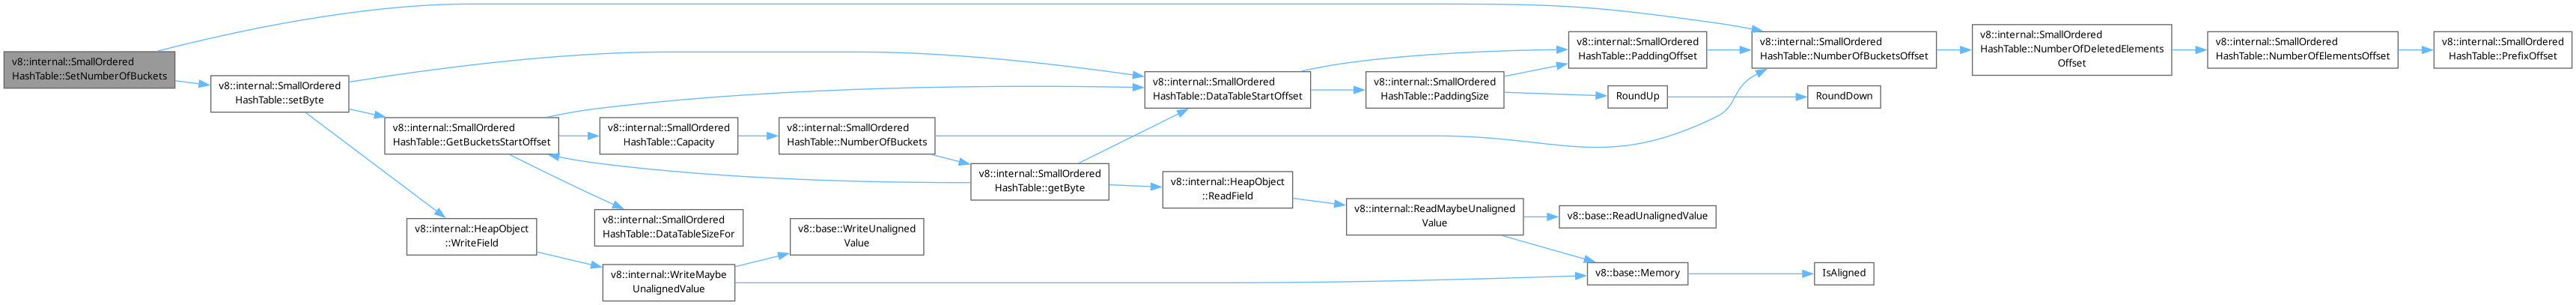 v8::internal::SmallOrdered
HashTable::SetNumberOfBuckets
v8::internal::SmallOrdered
HashTable::setByte
v8::internal::SmallOrdered
HashTable::GetBucketsStartOffset
v8::internal::HeapObject
::WriteField
v8::internal::SmallOrdered
HashTable::Capacity
v8::internal::SmallOrdered
HashTable::DataTableSizeFor
v8::internal::WriteMaybe
UnalignedValue
v8::internal::SmallOrdered
HashTable::NumberOfBuckets
v8::base::WriteUnaligned
Value
v8::internal::SmallOrdered
HashTable::getByte
v8::internal::SmallOrdered
HashTable::DataTableStartOffset
v8::internal::HeapObject
::ReadField
v8::internal::SmallOrdered
HashTable::PaddingSize
v8::internal::ReadMaybeUnaligned
Value
v8::internal::SmallOrdered
HashTable::PaddingOffset
RoundUp
v8::base::ReadUnalignedValue
v8::base::Memory
v8::internal::SmallOrdered
HashTable::NumberOfBucketsOffset
RoundDown
IsAligned
v8::internal::SmallOrdered
HashTable::NumberOfDeletedElements
Offset
v8::internal::SmallOrdered
HashTable::NumberOfElementsOffset
v8::internal::SmallOrdered
HashTable::PrefixOffset